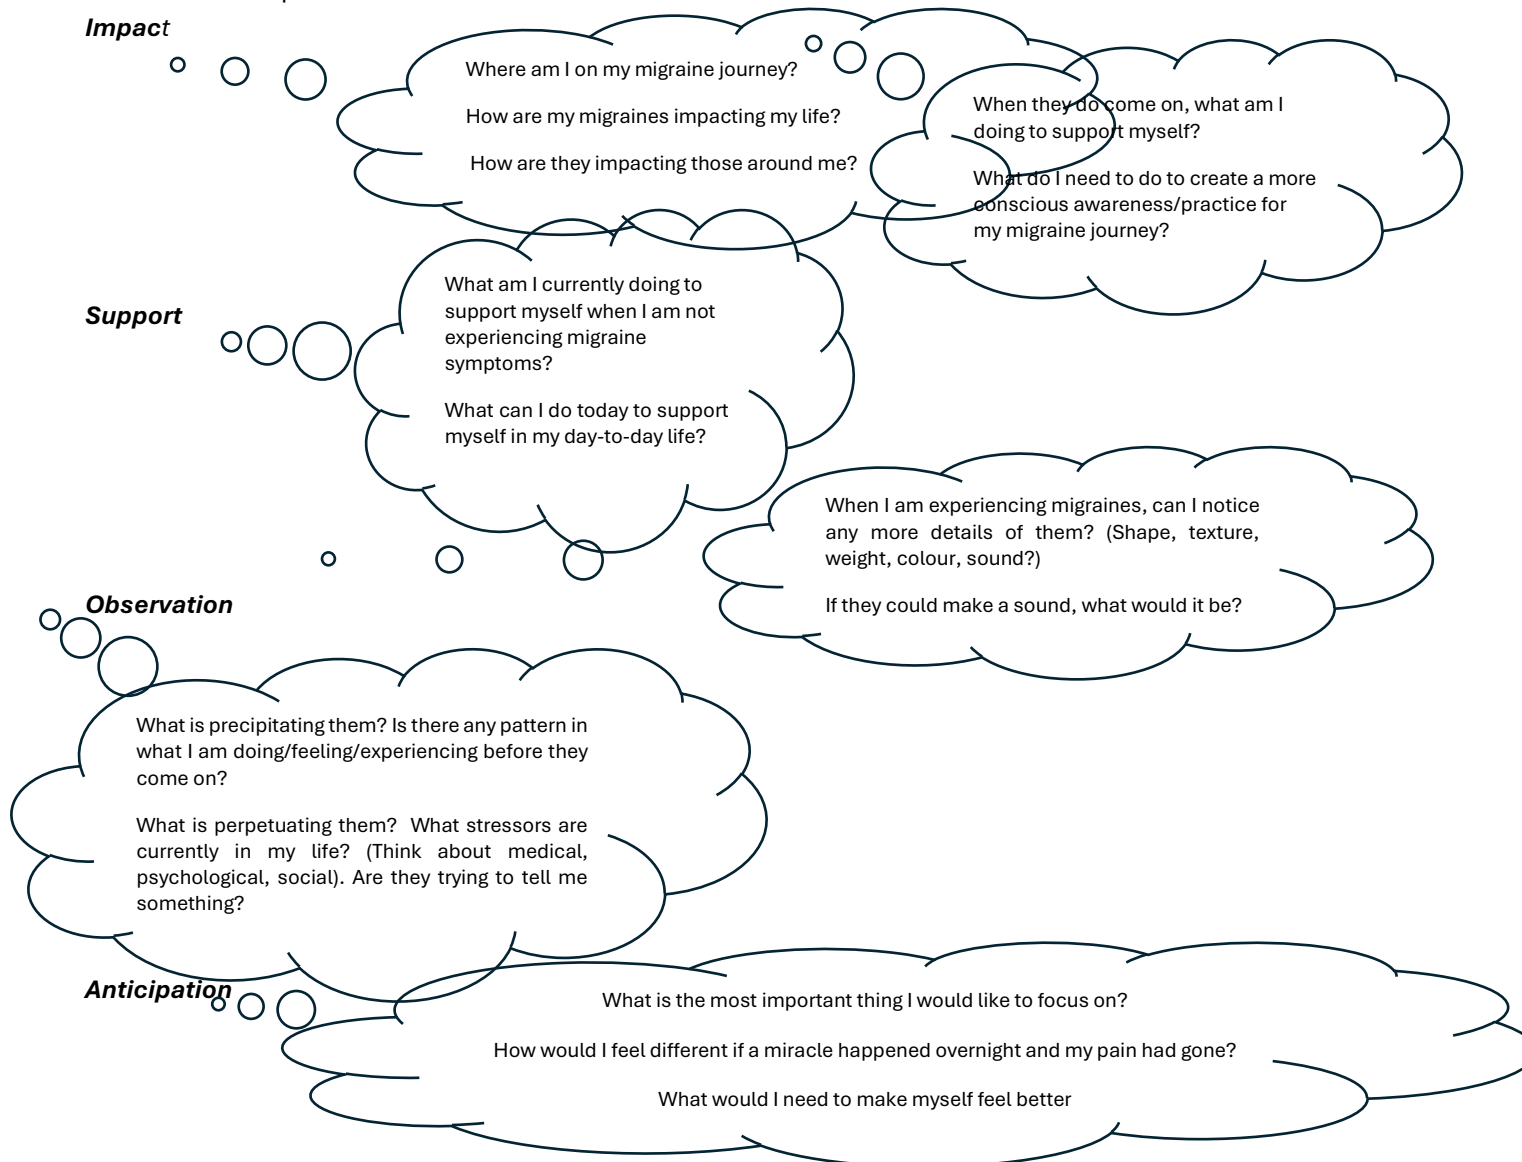 Impact
Where am I on my migraine journey?
How are my migraines impacting my life?
How are they impacting those around me?
When they do come on, what am I
doing to support myself?
What do I need to do to create a more
conscious awareness/practice for
my migraine journey?
Support
What am I currently doing to
support myself when I am not
experiencing migraine
symptoms?
What can I do today to support
myself in my day-to-day life?
When I am experiencing migraines, can I notice
any more details of them? (Shape, texture,
weight, colour, sound?)
If they could make a sound, what would it be?
Observation
What is precipitating them? Is there any pattern in
what I am doing/feeling/experiencing before they
come on?
What is perpetuating them? What stressors are
currently in my life? (Think about medical,
psychological, social). Are they trying to tell me
something?
Anticipation
What is the most important thing I would like to focus on?
How would I feel different if a miracle happened overnight and my pain had gone?
What would I need to make myself feel better